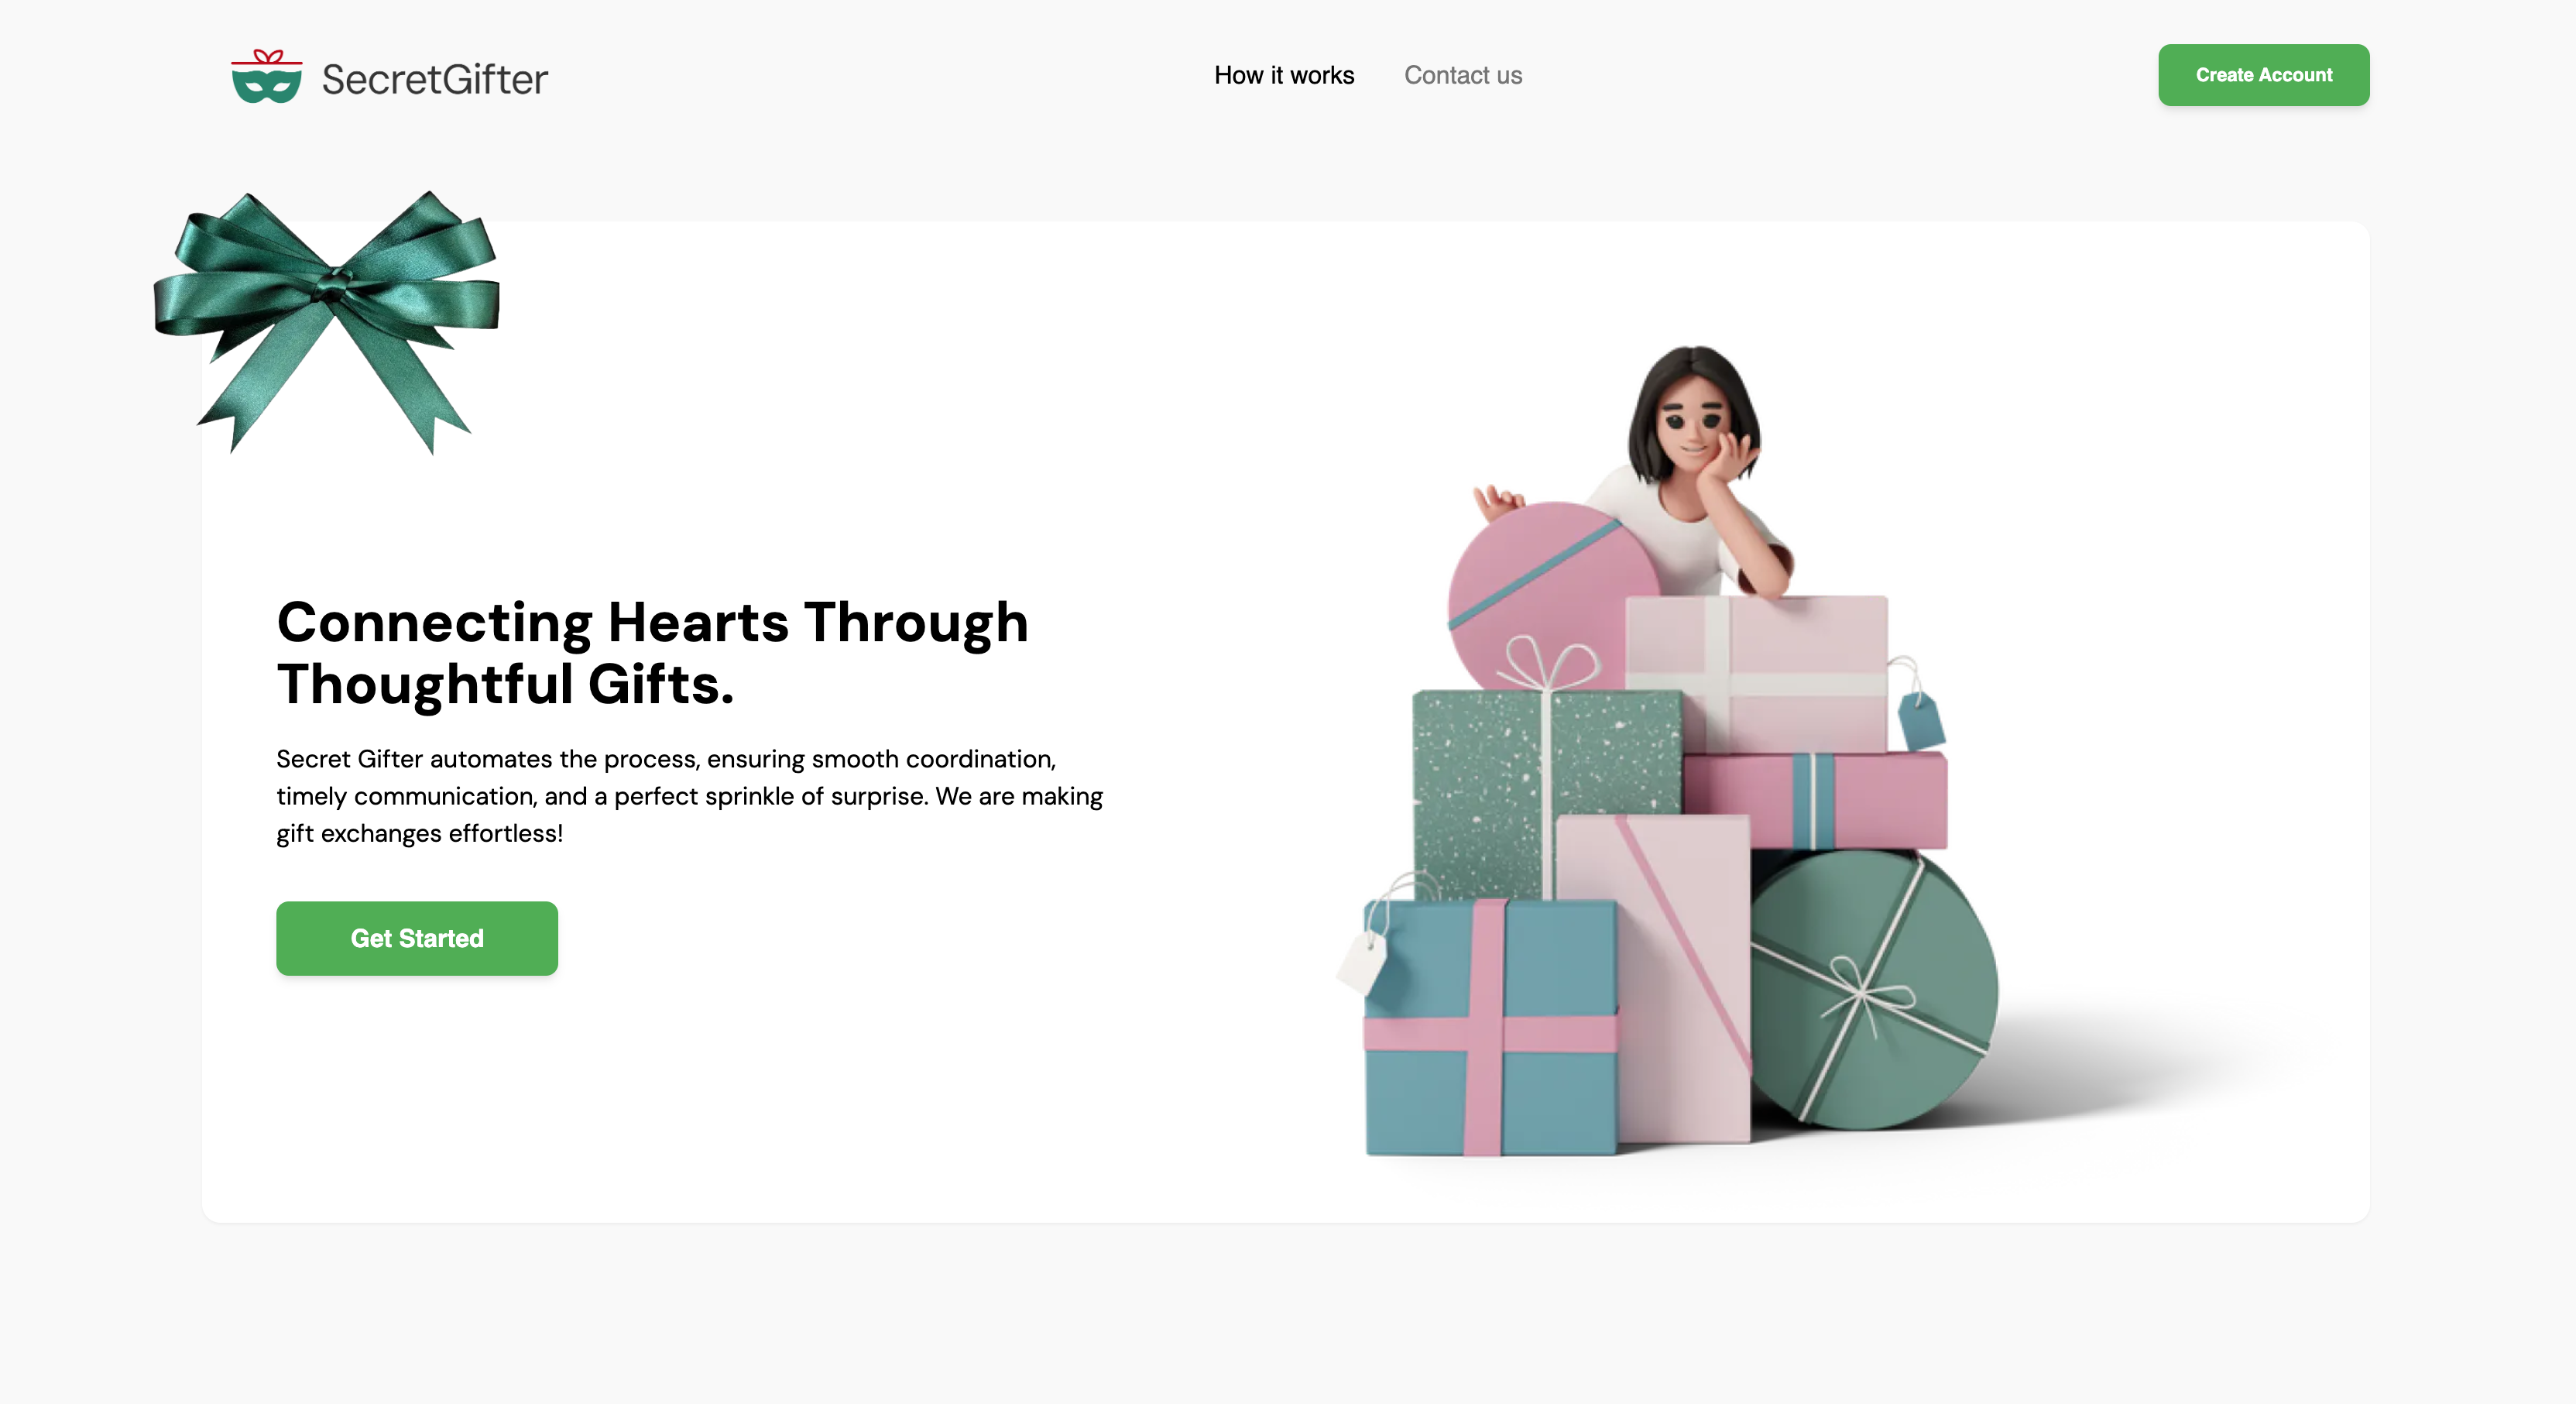 SecretGifter
How it works
Contact us
Create Account
Connecting Hearts Through
Thoughtful Gifts.
Secret Gifter automates the process, ensuring smooth coordination,
timely communication, and a perfect sprinkle of surprise. We are making
gift exchanges effortless!
Get Started